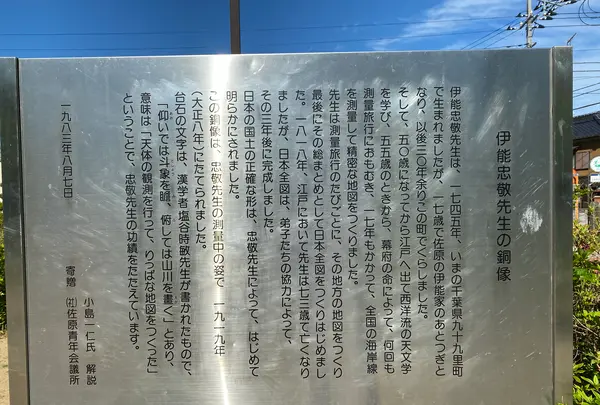 伊能忠敬先生の銅像
伊能忠敬先生は、一七四五年、いまの千葉県九十九里町
で生まれましたが、一七歳で佐原の伊能家のあとつぎと
なり、以後三〇年余りこの町でくらしました。
そして、五〇歳になってから江戸へ出て西洋流の天文学
を学び、五五歳のときから、幕府の命によって、何回も
測量旅行におもむき、一七年もかかって、全国の海岸線
を測量して精密な地図をつくりました。
先生は測量旅行のたびごとに、その地方の地図をつくり
最後にその総まとめとして日本全図をつくりはじめまし
た。一八一八年、江戸において先生は七三歳で亡くなり
ましたが、日本全図は、弟子たちの協力によって、
その三年後に完成しました。
日本の国土の正確な形は、忠敬先生によって、はじめて
明らかにされました。
この銅像は、忠敬先生の測量中の姿で 一九一九年
(大正八年)にたてられました。
台石の文字は、漢学者塩谷時敏先生が書かれたもので、
「仰いでは斗象を瞻、俯しては山川を畫く」とあり、
意味は「天体の観測を行って、りっぱな地図をつくった」
ということで、忠敬先生の功績をたたえています。
小島一仁氏 解説
一九八三年八月七日 寄贈 ㈳佐原青年会議所